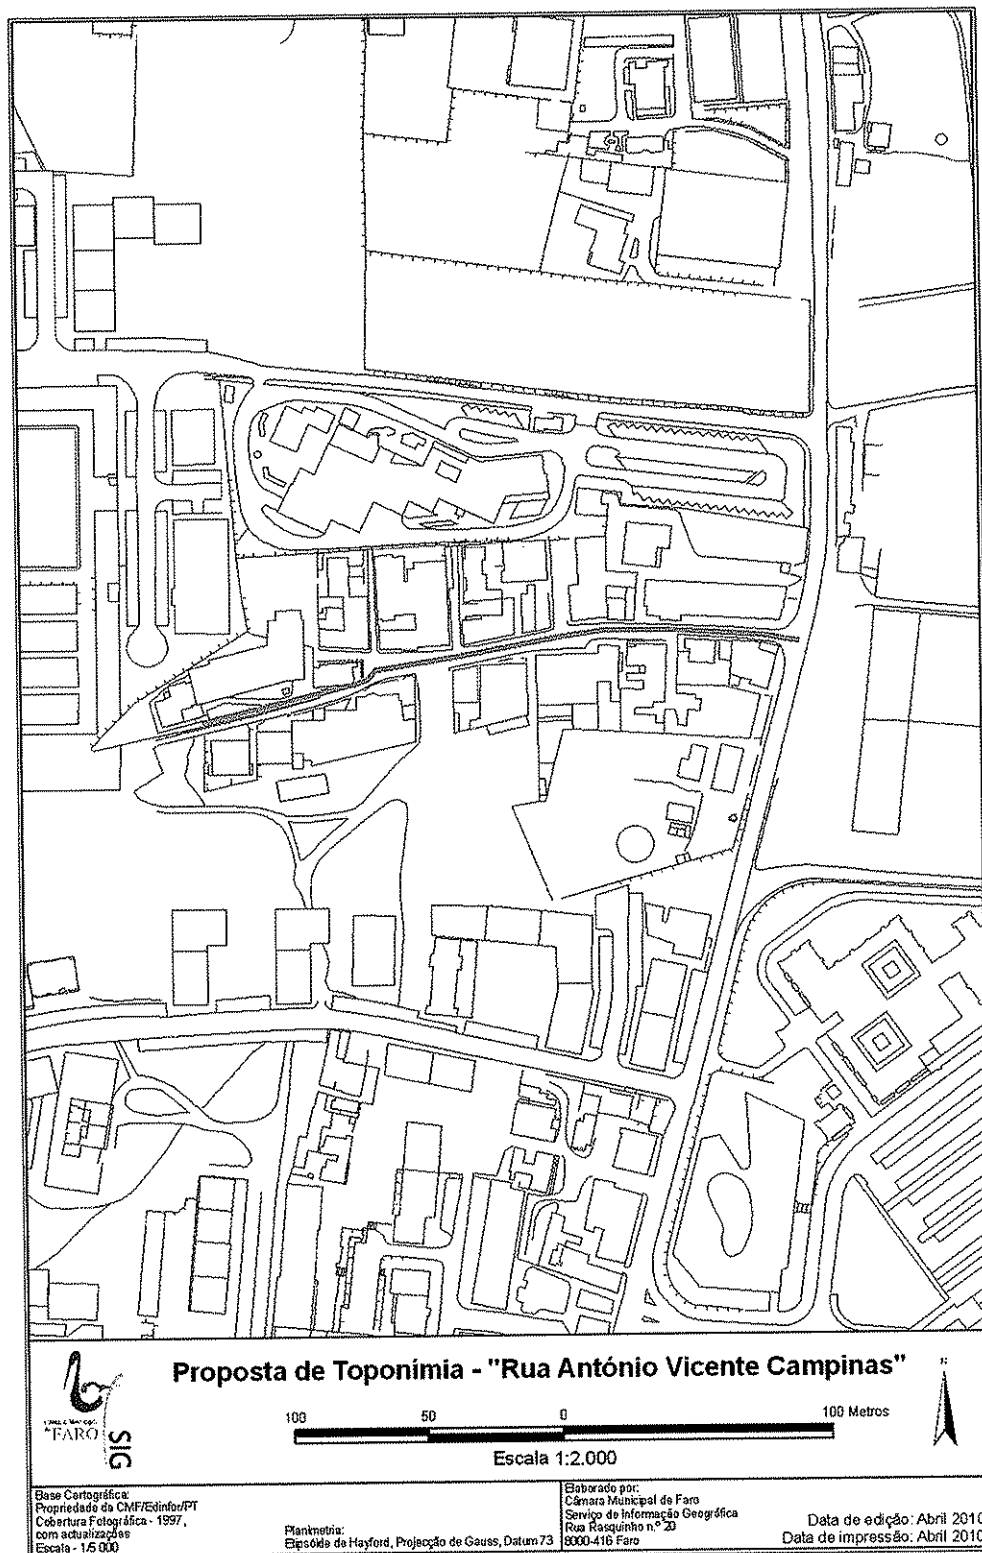 Proposta de Toponímia - "Rua António Vicente Campinas"
N
100 50 0 100 Metros
Escala 1:2.000
FARO
SIG
Base Cartográfica:
Propriedade da CMF/Edinfor/PT
Cobertura Fotográfica - 1997,
com actualizações
Escala - 1/5 000
Planimetria:
Elipsóide de Hayford, Projecção de Gauss, Datum 73
Elaborado por:
Câmara Municipal de Faro
Serviço de Informação Geográfica
Rua Rasquinho n.º 20
8000-416 Faro
Data de edição: Abril 2010
Data de impressão: Abril 2010